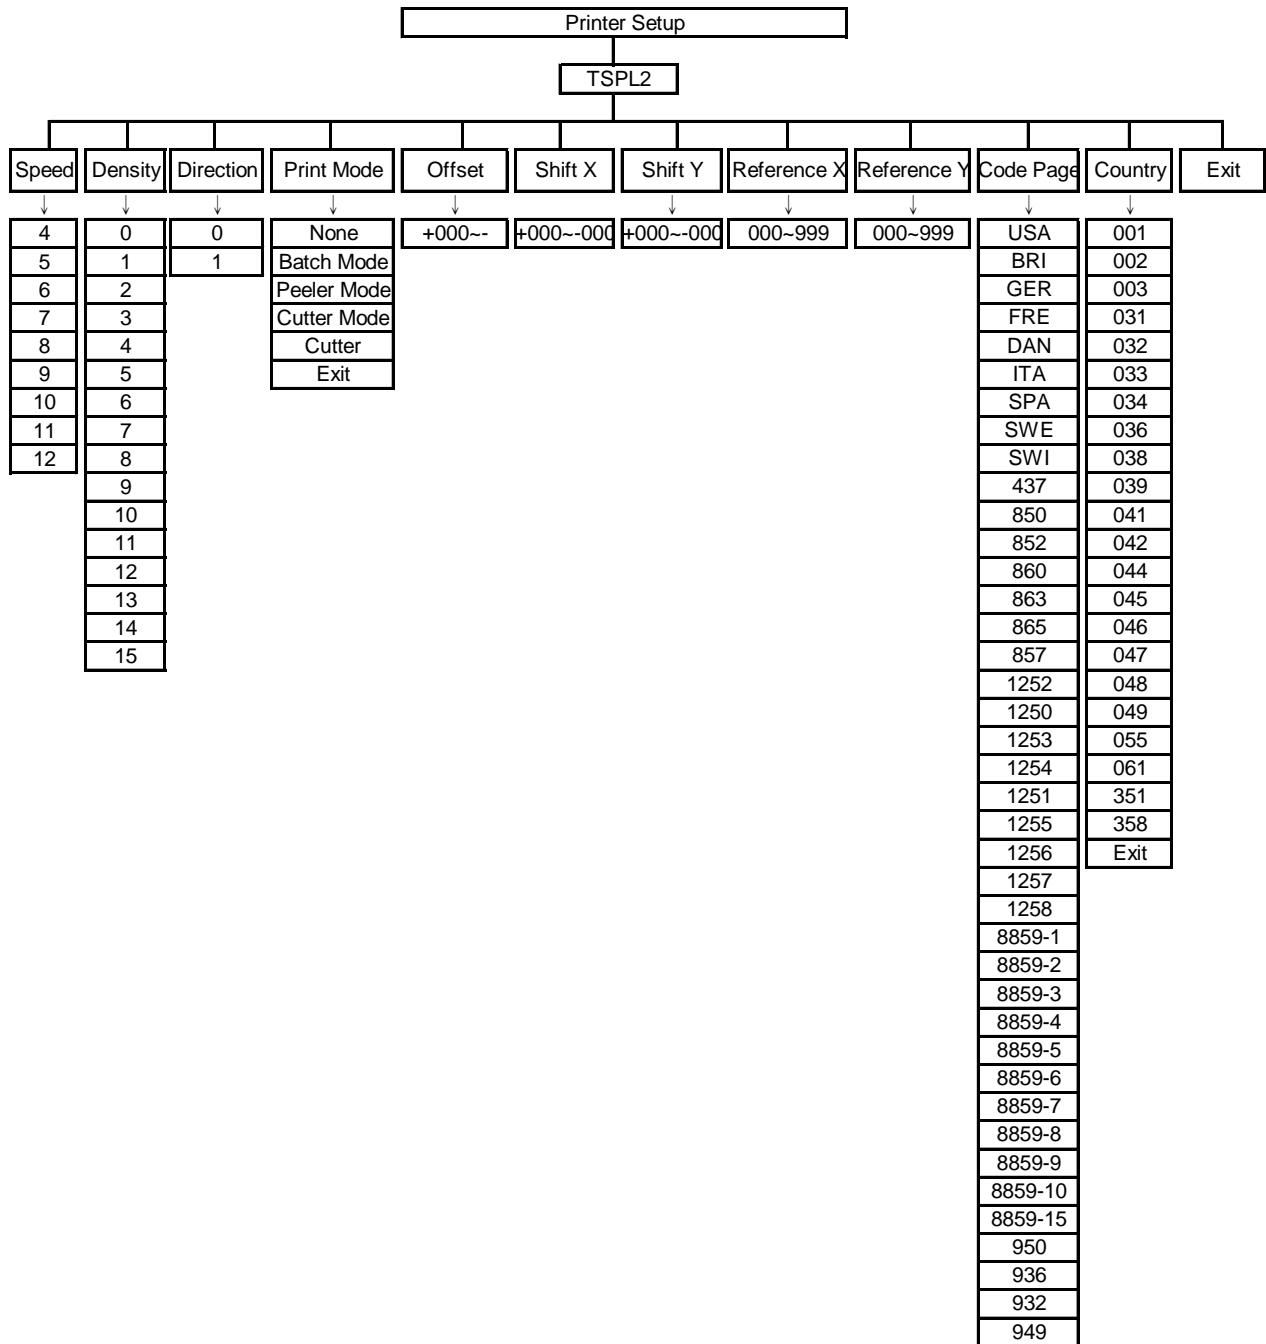 Printer Setup
TSPL2
Speed Density Direction Print Mode Offset Shift X Shift Y Reference X Reference Y Code Page Country Exit
4 0 0 None +000~- +000~-000 +000~-000 000~999 000~999 USA 001
5 1 1 Batch Mode BRI 002
6 2 Peeler Mode GER 003
7 3 Cutter Mode FRE 031
8 4 Cutter DAN 032
9 5 Exit ITA 033
10 6 SPA 034
11 7 SWE 036
12 8 SWI 038
9 437 039
10 850 041
11 852 042
12 860 044
13 863 045
14 865 046
15 857 047
1252 048
1250 049
1253 055
1254 061
1251 351
1255 358
1256 Exit
1257
1258
8859-1
8859-2
8859-3
8859-4
8859-5
8859-6
8859-7
8859-8
8859-9
8859-10
8859-15
950
936
932
949